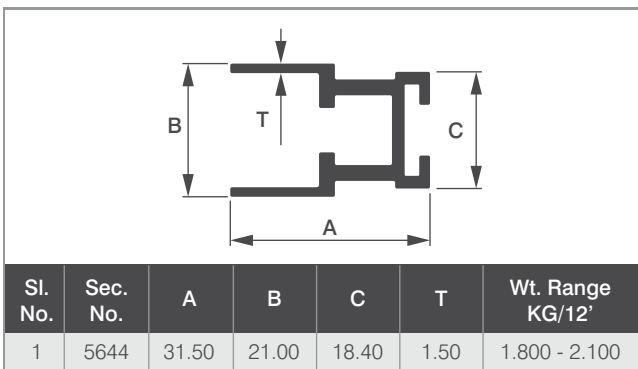 B
T
C
A
Sl. No.
Sec. No.
A
B
C
T
Wt. Range KG/12’
1 5644 31.50 21.00 18.40 1.50 1.800 - 2.100